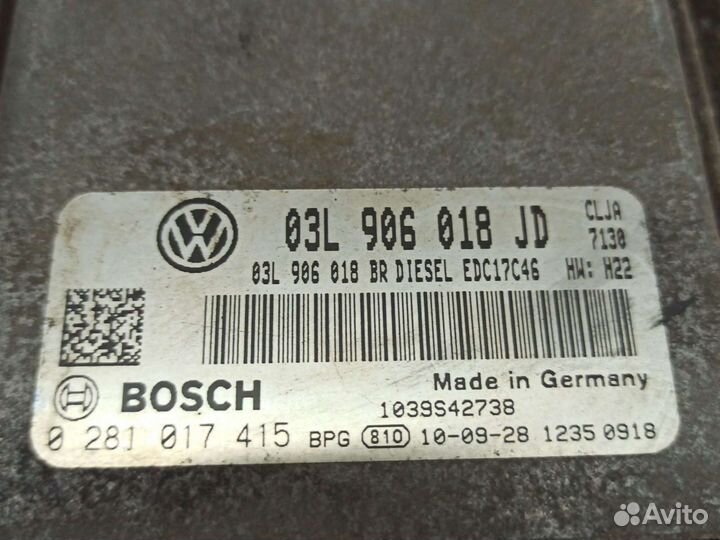 03L 906 018 JD CLJA
7130
03L 906 018 BR DIESEL EDC17C46 HW: H22
BOSCH Made in Germany
1039S42738
0 281 017 415 BPG 810 10-09-28 1235 0918
Avito